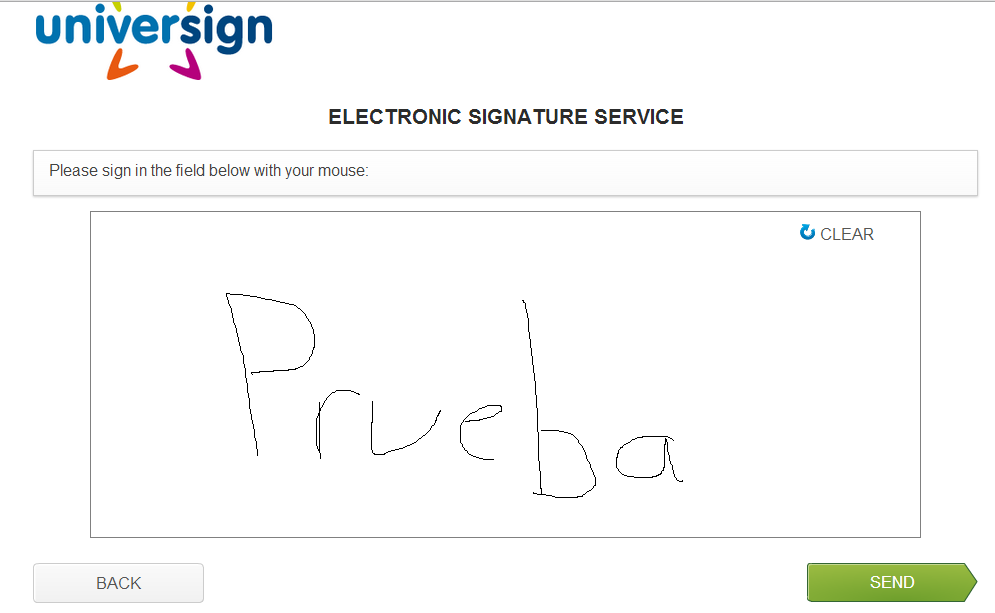 universign
ELECTRONIC SIGNATURE SERVICE
Please sign in the field below with your mouse:
CLEAR
Prueba
BACK
SEND